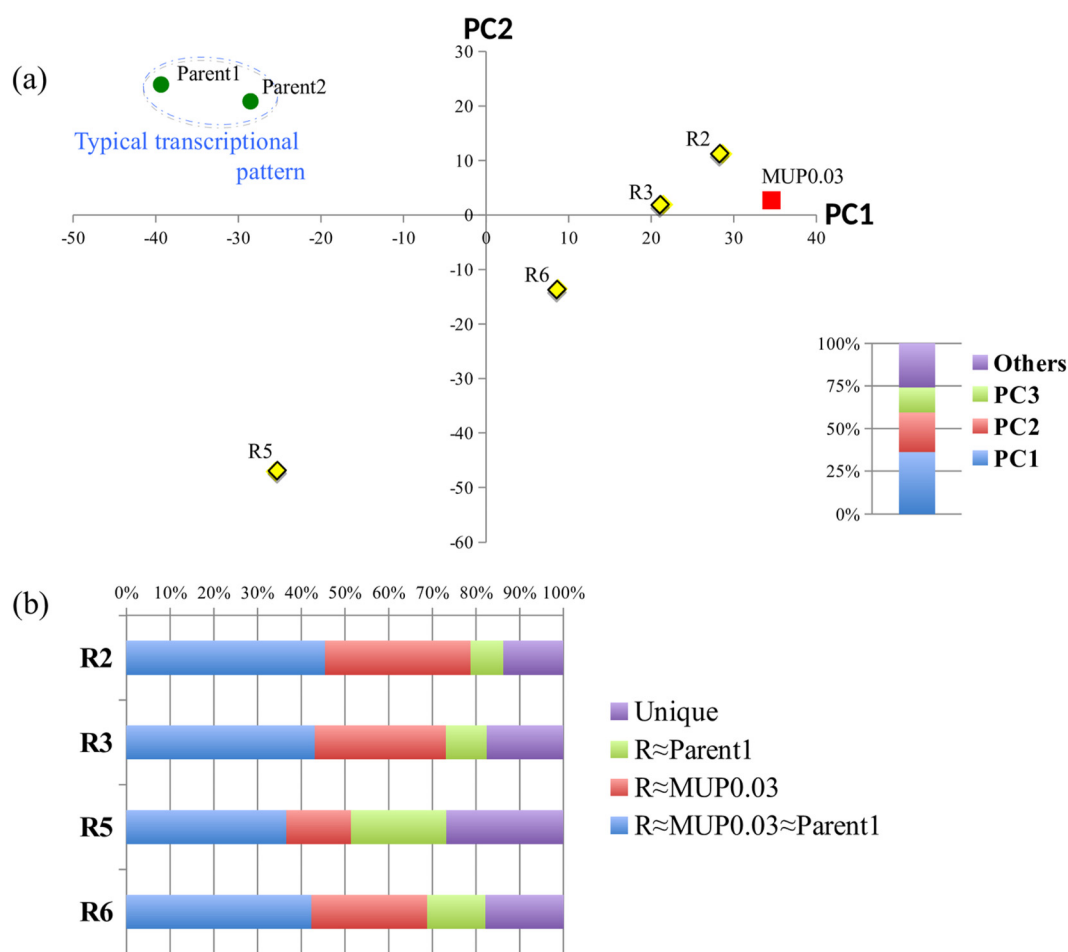 PC2
(a)
30
Parent1
Parent2
20
Typical transcriptional
pattern
R2
10
MUP0.03
R3
0
PC1
-50 -40 -30 -20 -10 0 10 20 30 40
-10
R6
-20
-30
-40
R5
-50
-60
100%
75%
50%
25%
0%
Others
PC3
PC2
PC1
(b)
0% 10% 20% 30% 40% 50% 60% 70% 80% 90% 100%
R2
R3
R5
R6
Unique
R≈Parent1
R≈MUP0.03
R≈MUP0.03≈Parent1